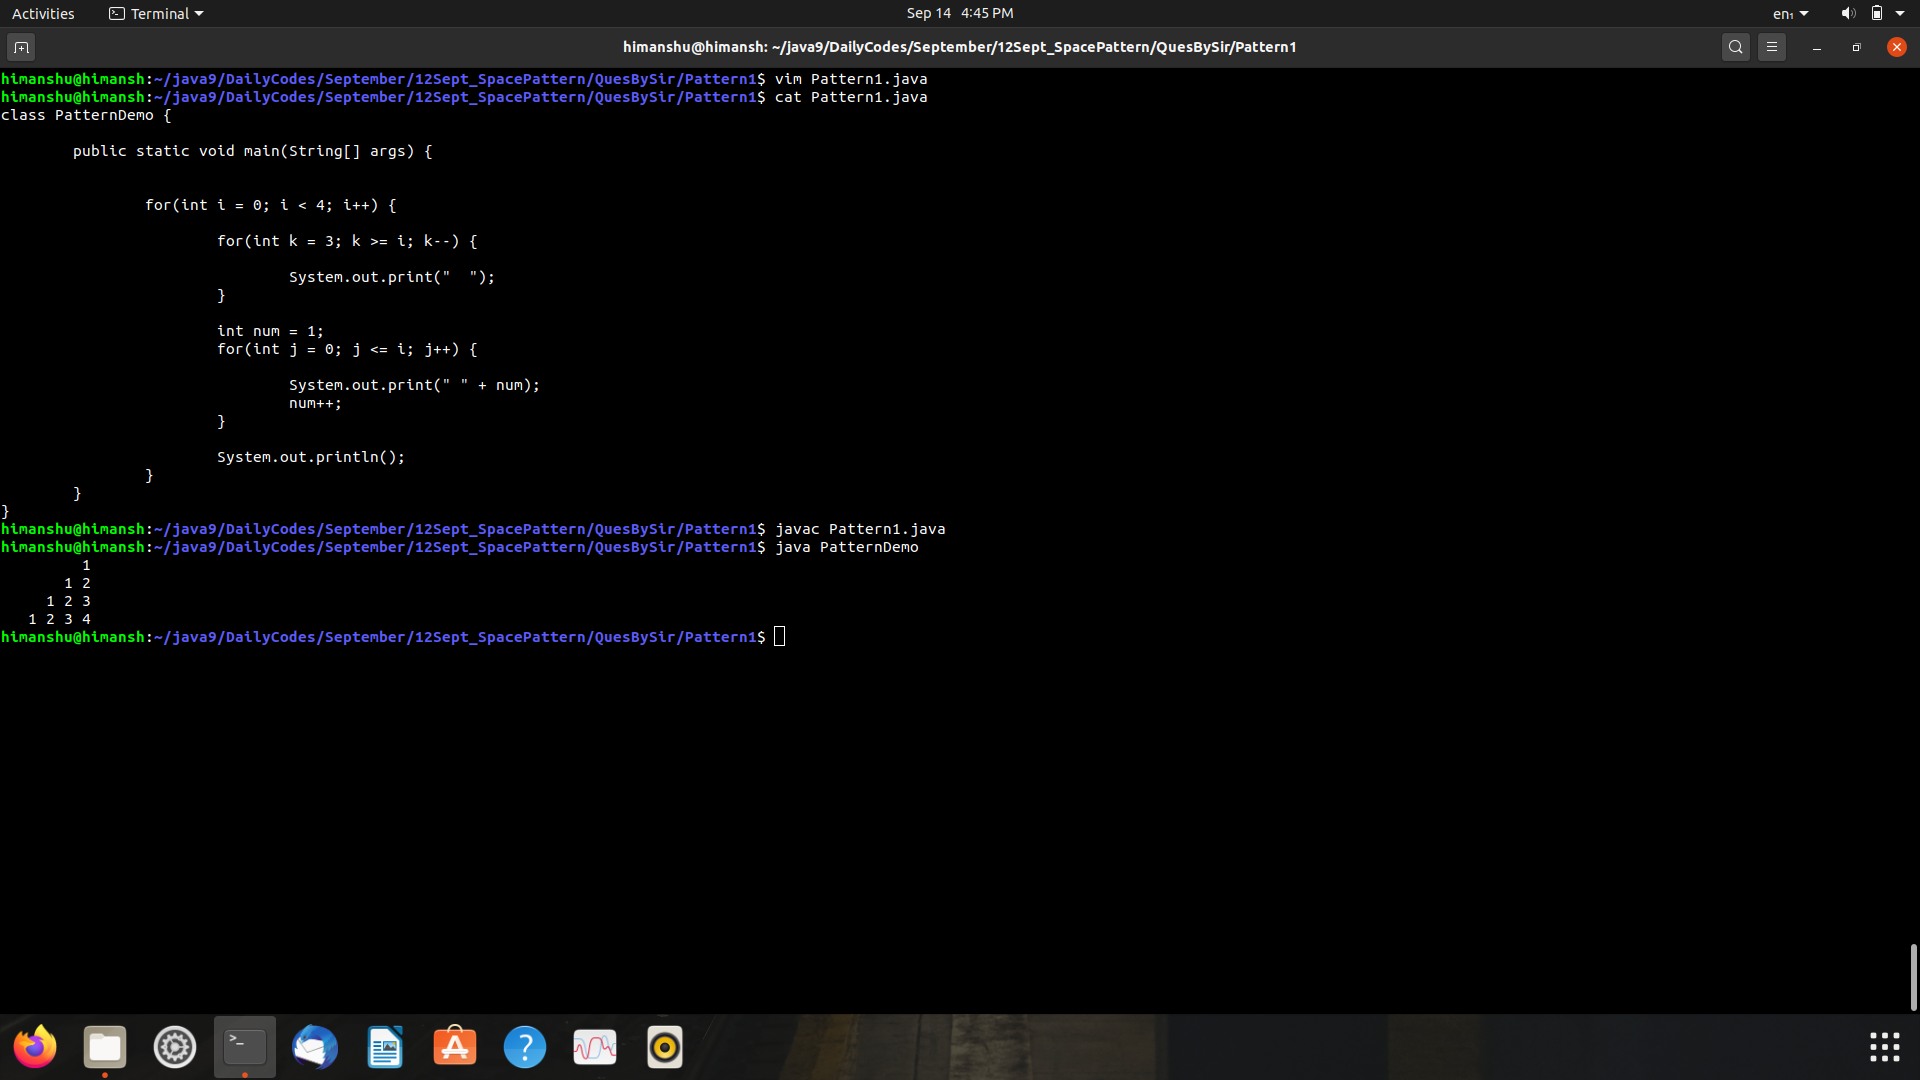 Activities Terminal Sep 14 4:45 PM en₁
himanshu@himansh: ~/java9/DailyCodes/September/12Sept_SpacePattern/QuesBySir/Pattern1
himanshu@himansh:~/java9/DailyCodes/September/12Sept_SpacePattern/QuesBySir/Pattern1$ vim Pattern1.java
himanshu@himansh:~/java9/DailyCodes/September/12Sept_SpacePattern/QuesBySir/Pattern1$ cat Pattern1.java
class PatternDemo {
        public static void main(String[] args) {
                for(int i = 0; i < 4; i++) {
                        for(int k = 3; k >= i; k--) {
                                System.out.print("  ");
                        }
                        int num = 1;
                        for(int j = 0; j <= i; j++) {
                                System.out.print(" " + num);
                                num++;
                        }
                        System.out.println();
                }
        }
}
himanshu@himansh:~/java9/DailyCodes/September/12Sept_SpacePattern/QuesBySir/Pattern1$ javac Pattern1.java
himanshu@himansh:~/java9/DailyCodes/September/12Sept_SpacePattern/QuesBySir/Pattern1$ java PatternDemo
         1
       1 2
     1 2 3
   1 2 3 4
himanshu@himansh:~/java9/DailyCodes/September/12Sept_SpacePattern/QuesBySir/Pattern1$